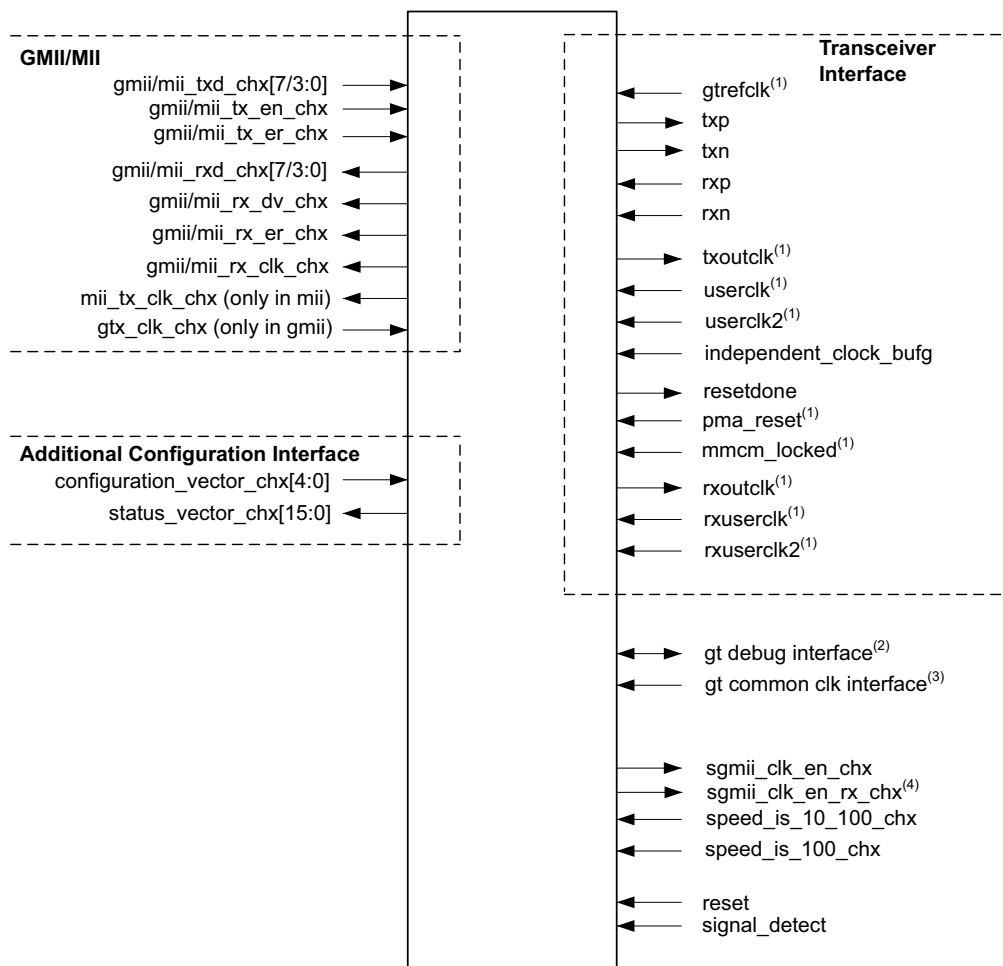 GMII/MII
gmii/mii_txd_chx[7/3:0]
gmii/mii_tx_en_chx
gmii/mii_tx_er_chx
gmii/mii_rxd_chx[7/3:0]
gmii/mii_rx_dv_chx
gmii/mii_rx_er_chx
gmii/mii_rx_clk_chx
mii_tx_clk_chx (only in mii)
gtx_clk_chx (only in gmii)
Additional Configuration Interface
configuration_vector_chx[4:0]
status_vector_chx[15:0]
Transceiver
Interface
gtrefclk(1)
txp
txn
rxp
rxn
txoutclk(1)
userclk(1)
userclk2(1)
independent_clock_bufg
resetdone
pma_reset(1)
mmcm_locked(1)
rxoutclk(1)
rxuserclk(1)
rxuserclk2(1)
gt debug interface(2)
gt common clk interface(3)
sgmii_clk_en_chx
sgmii_clk_en_rx_chx(4)
speed_is_10_100_chx
speed_is_100_chx
reset
signal_detect